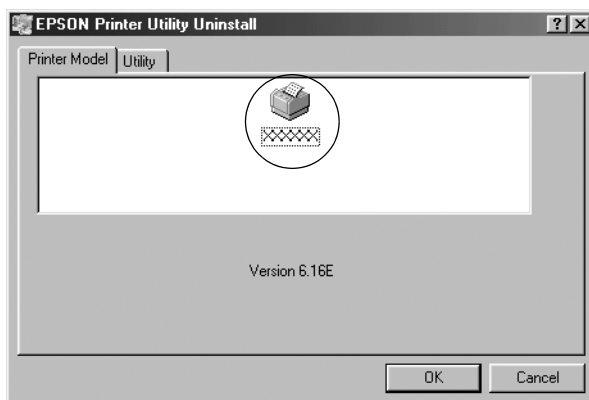 EPSON Printer Utility Uninstall
Printer Model Utility
Version 6.16E
OK Cancel